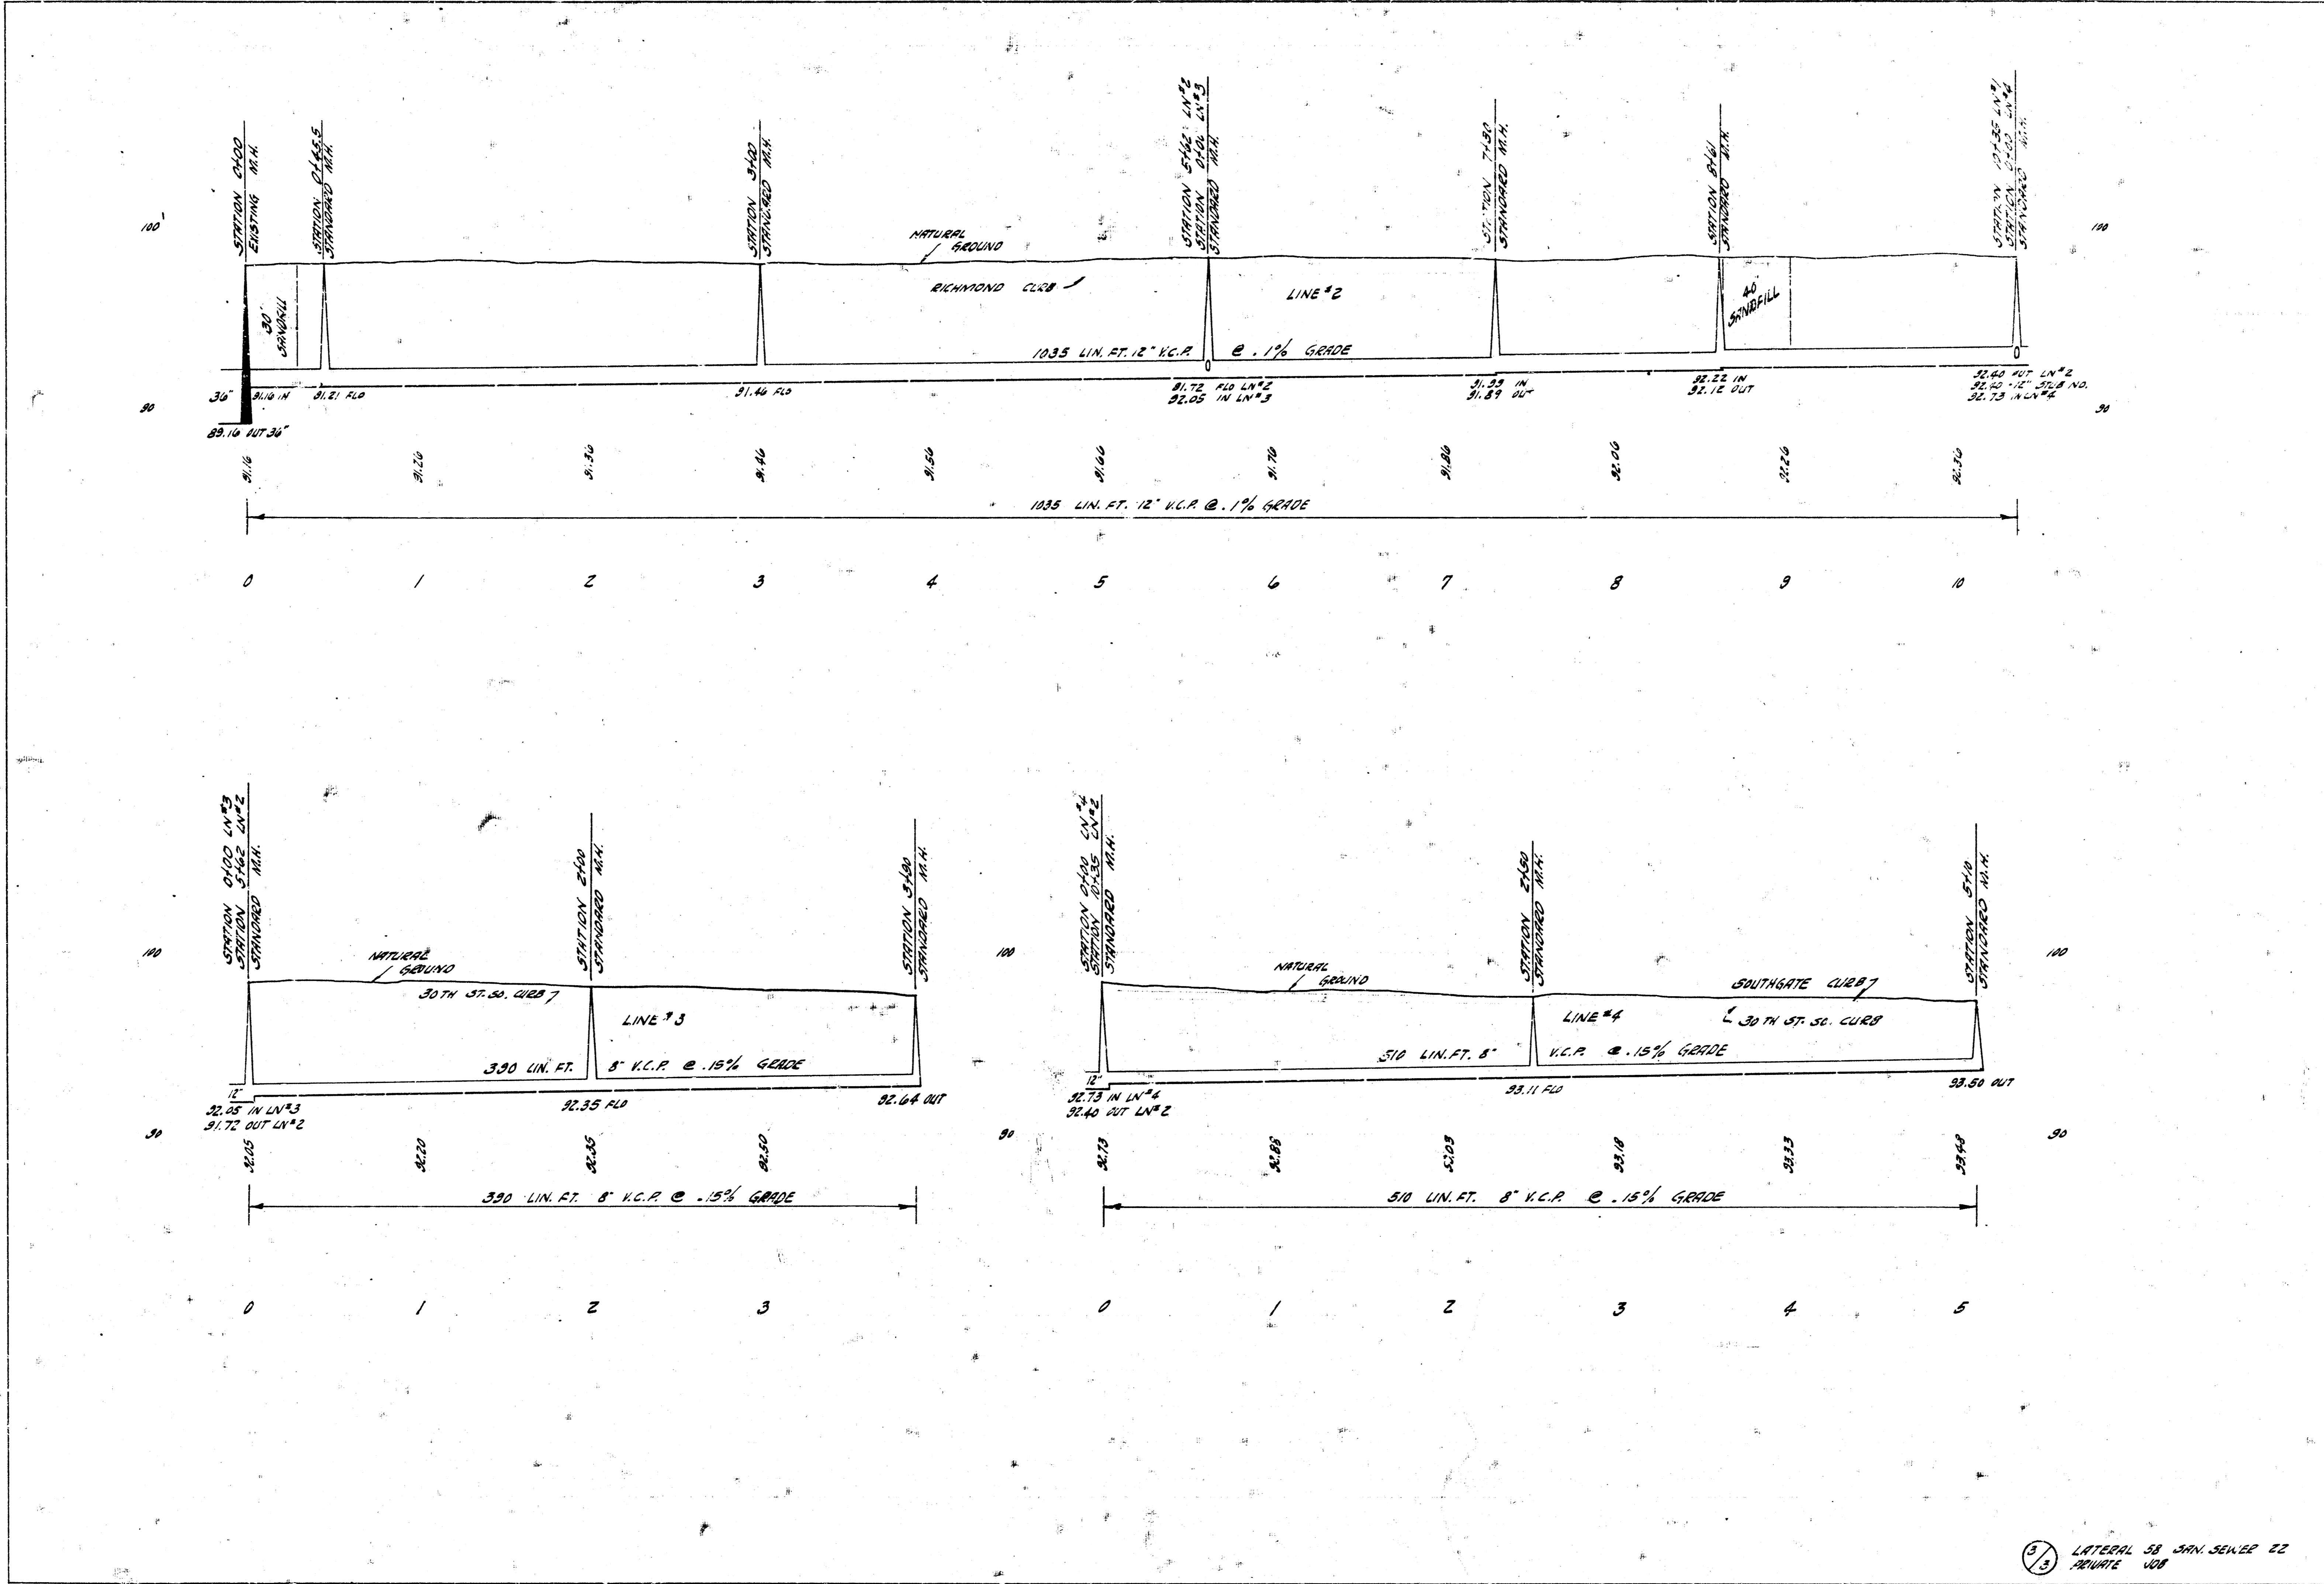 STATION 0+00
EXISTING M.H.
STATION 0+45.5
STANDARD M.H.
STATION 3+00
STANDARD M.H.
STATION 5+62 LN#2
STATION 0+00 LN#3
STANDARD M.H.
STATION 7+30
STANDARD M.H.
STATION 8+61
STANDARD M.H.
STATION 10+35
STATION 0+00 LN#4
STANDARD M.H.
100'
100
NATURAL
GROUND
RICHMOND CURB
LINE #2
30'
SANDFILL
40'
SANDFILL
1035 LIN. FT. 12" V.C.P. @ .1% GRADE
36"
91.16 IN
91.21 FLO
91.46 FLO
91.72 FLO LN#2
92.05 IN LN#3
91.99 IN
91.89 OUT
92.22 IN
92.12 OUT
92.40 OUT LN#2
92.40 - 12" STUB NO.
92.73 IN LN#4
90
90
89.16 OUT 36"
91.16
91.26
91.36
91.46
91.56
91.66
91.76
91.86
92.06
92.26
92.36
1035 LIN. FT. 12" V.C.P. @ .1% GRADE
0 1 2 3 4 5 6 7 8 9 10
STATION 0+00 LN#3
STATION 5+62 LN#2
STANDARD M.H.
STATION 2+00
STANDARD M.H.
STATION 3+90
STANDARD M.H.
100
NATURAL
GROUND
30TH ST. SO. CURB
LINE #3
390 LIN. FT. 8" V.C.P. @ .15% GRADE
12"
92.05 IN LN#3
91.72 OUT LN#2
92.35 FLO
92.64 OUT
90
92.05
92.20
92.35
92.50
390 LIN. FT. 8" V.C.P. @ .15% GRADE
0 1 2 3
STATION 0+00 LN#4
STATION 10+35 LN#2
STANDARD M.H.
STATION 2+50
STANDARD M.H.
STATION 5+10
STANDARD M.H.
100
100
NATURAL
GROUND
SOUTHGATE CURB
LINE #4
30TH ST. SO. CURB
510 LIN. FT. 8" V.C.P. @ .15% GRADE
12"
92.73 IN LN#4
92.40 OUT LN#2
93.11 FLO
93.50 OUT
90
90
92.73
92.88
93.18
93.33
93.48
510 LIN. FT. 8" V.C.P. @ .15% GRADE
0 1 2 3 4 5
3/3
LATERAL 58 SAN. SEWER 22
PRIVATE JOB